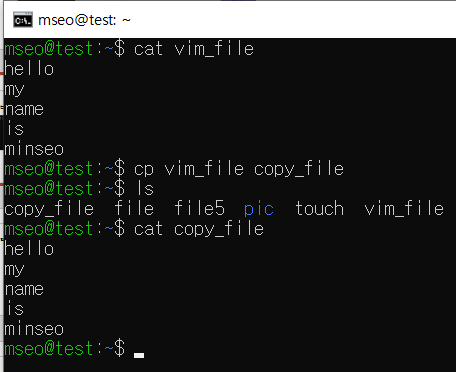 mseo@test: ~
mseo@test:~$ cat vim_file
hello
my
name
is
minseo
mseo@test:~$ cp vim_file copy_file
mseo@test:~$ ls
copy_file  file  file5  pic  touch  vim_file
mseo@test:~$ cat copy_file
hello
my
name
is
minseo
mseo@test:~$